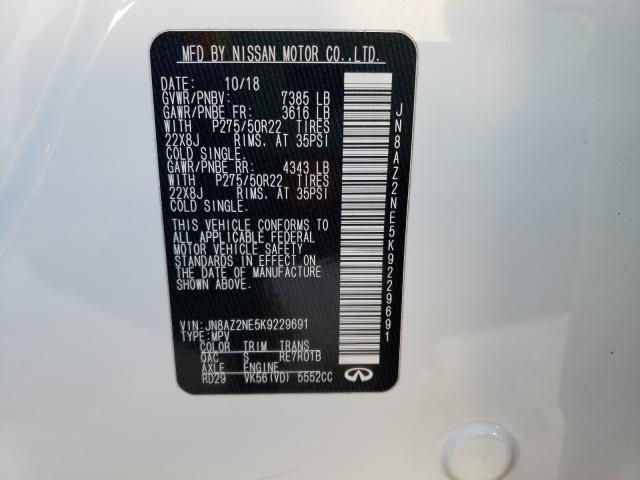 MFD BY NISSAN MOTOR CO.,LTD.
DATE: 10/18
GVWR/PNBV: 7385 LB
GAWR/PNBE FR: 3616 LB
WITH P275/50R22 TIRES
22X8J RIMS, AT 35PSI
COLD SINGLE.
GAWR/PNBE RR: 4343 LB
WITH P275/50R22 TIRES
22X8J RIMS, AT 35PSI
COLD SINGLE.
THIS VEHICLE CONFORMS TO
ALL APPLICABLE FEDERAL
MOTOR VEHICLE SAFETY
STANDARDS IN EFFECT ON
THE DATE OF MANUFACTURE
SHOWN ABOVE.
VIN: JN8AZ2NE5K9229691
TYPE: MPV
COLOR TRIM TRANS
QAC S RE7R01B
AXLE ENGINE
RD29 VK56(VD) 5552CC
JN8AZ2NE5K9229691